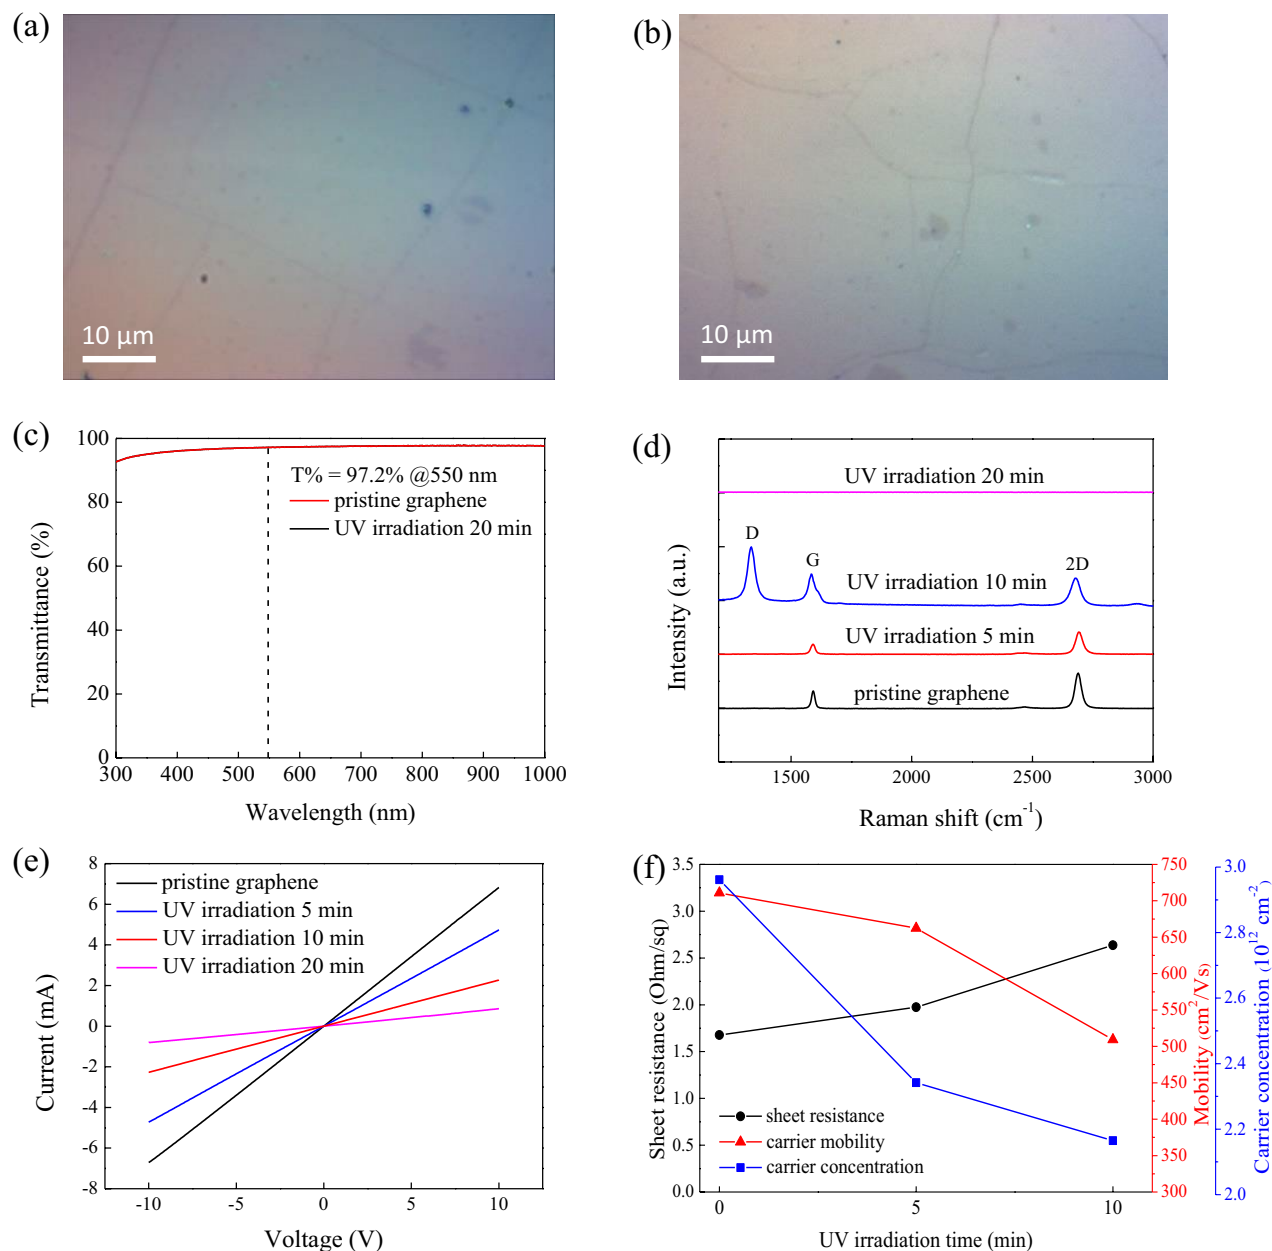 (a)
10 μm
(b)
10 μm
(c)
Transmittance (%)
100
80
60
40
20
0
T% = 97.2% @550 nm
pristine graphene
UV irradiation 20 min
300 400 500 600 700 800 900 1000
Wavelength (nm)
(d)
Intensity (a.u.)
UV irradiation 20 min
D
G
2D
UV irradiation 10 min
UV irradiation 5 min
pristine graphene
1500 2000 2500 3000
Raman shift (cm⁻¹)
(e)
Current (mA)
8
6
4
2
0
-2
-4
-6
-8
pristine graphene
UV irradiation 5 min
UV irradiation 10 min
UV irradiation 20 min
-10 -5 0 5 10
Voltage (V)
(f)
Sheet resistance (Ohm/sq)
3.5
3.0
2.5
2.0
1.5
1.0
0.5
0.0
sheet resistance
carrier mobility
carrier concentration
0 5 10
UV irradiation time (min)
750
700
650
600
550
500
450
400
350
300
Mobility (cm²/Vs)
3.0
2.8
2.6
2.4
2.2
2.0
Carrier concentration (10¹² cm⁻²)